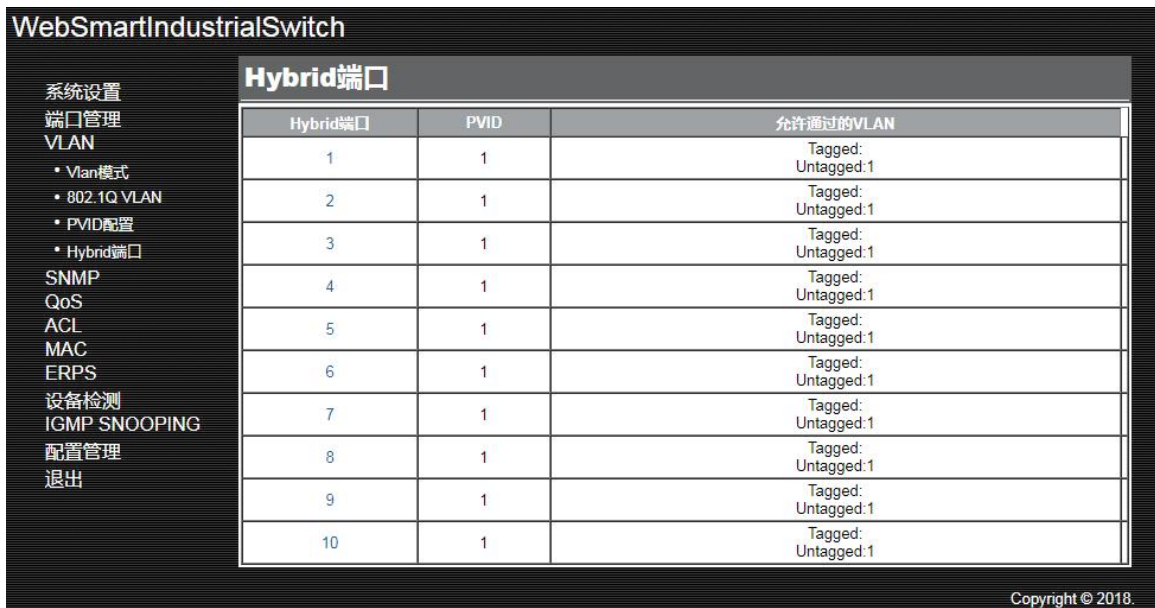 WebSmartIndustrialSwitch
系统设置
端口管理
VLAN
• Vlan模式
• 802.1Q VLAN
• PVID配置
• Hybrid端口
SNMP
QoS
ACL
MAC
ERPS
设备检测
IGMP SNOOPING
配置管理
退出
Hybrid端口
Hybrid端口 PVID 允许通过的VLAN
1 1 Tagged:
Untagged:1
2 1 Tagged:
Untagged:1
3 1 Tagged:
Untagged:1
4 1 Tagged:
Untagged:1
5 1 Tagged:
Untagged:1
6 1 Tagged:
Untagged:1
7 1 Tagged:
Untagged:1
8 1 Tagged:
Untagged:1
9 1 Tagged:
Untagged:1
10 1 Tagged:
Untagged:1
Copyright © 2018.